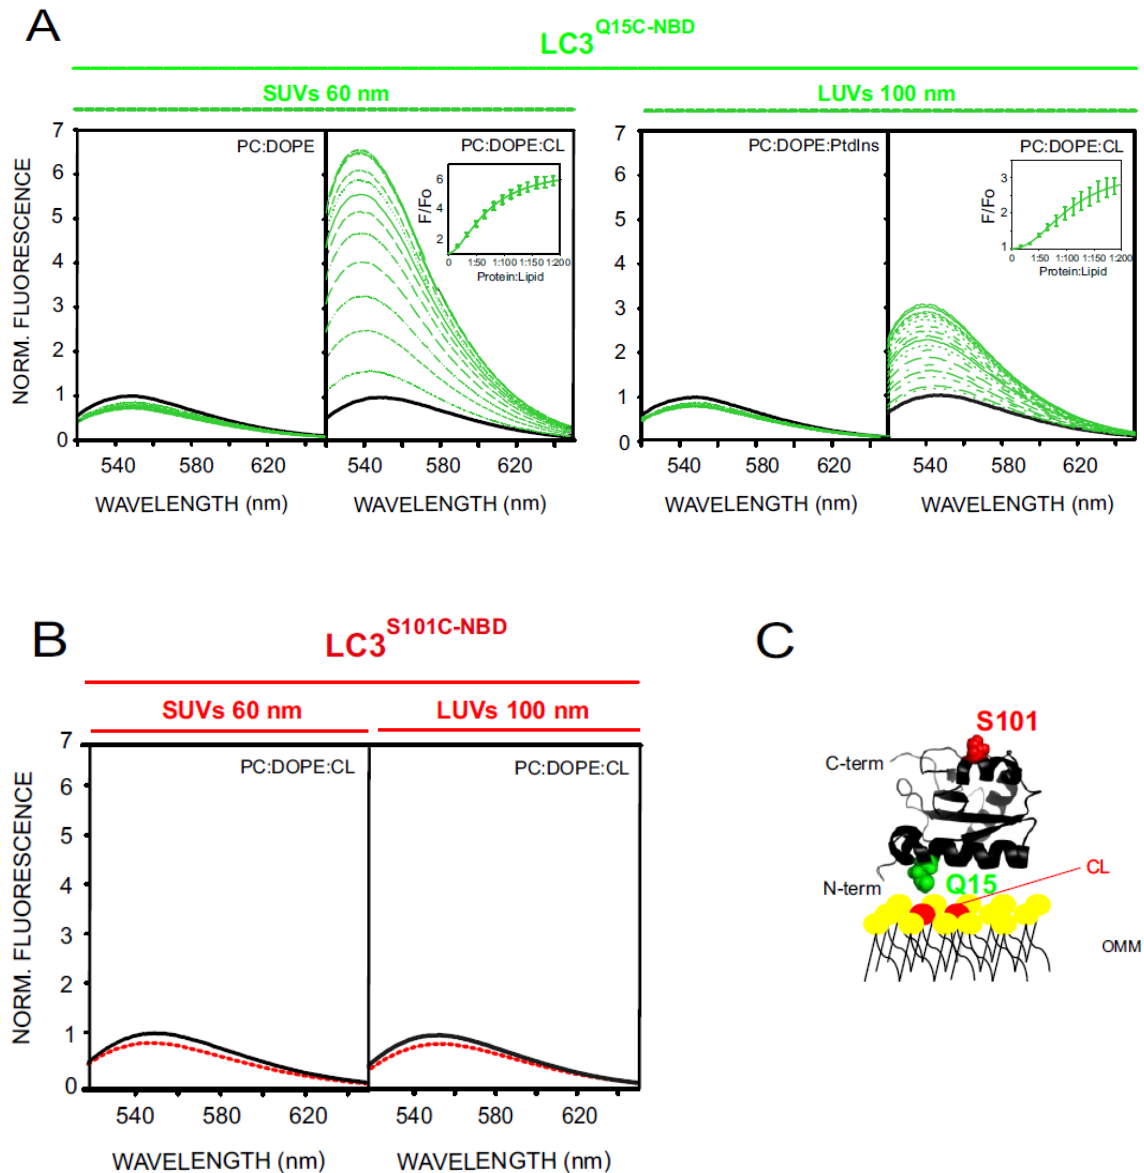 A
LC3Q15C-NBD
SUVs 60 nm
LUVs 100 nm
NORM. FLUORESCENCE
7
6
5
4
3
2
1
0
PC:DOPE
PC:DOPE:CL
F/Fo
6
4
2
0
1:50
1:100
1:150
1:200
Protein:Lipid
540 580 620
540 580 620
WAVELENGTH (nm)
WAVELENGTH (nm)
7
6
5
4
3
2
1
0
PC:DOPE:PtdIns
PC:DOPE:CL
F/Fo
3
2
1
0
1:50
1:100
1:150
1:200
Protein:Lipid
540 580 620
540 580 620
WAVELENGTH (nm)
WAVELENGTH (nm)
B
LC3S101C-NBD
SUVs 60 nm
LUVs 100 nm
NORM. FLUORESCENCE
7
6
5
4
3
2
1
0
PC:DOPE:CL
PC:DOPE:CL
540 580 620
540 580 620
WAVELENGTH (nm)
WAVELENGTH (nm)
C
S101
C-term
CL
N-term
Q15
OMM